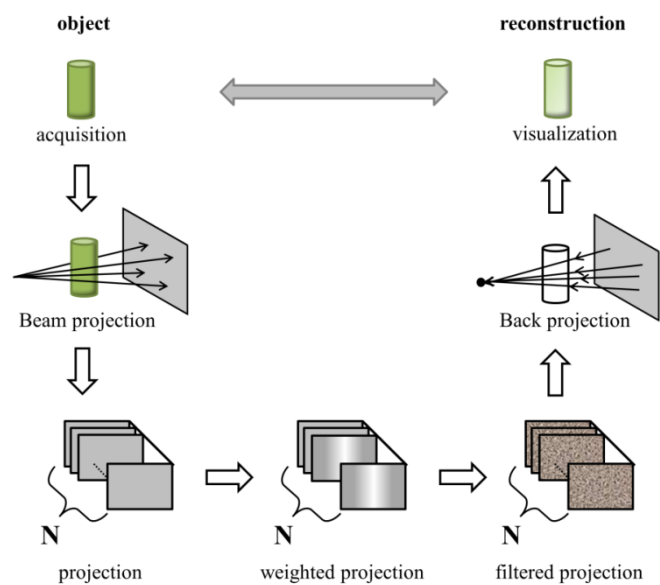 object
reconstruction
acquisition
visualization
Beam projection
Back projection
N
N
N
projection
weighted projection
filtered projection